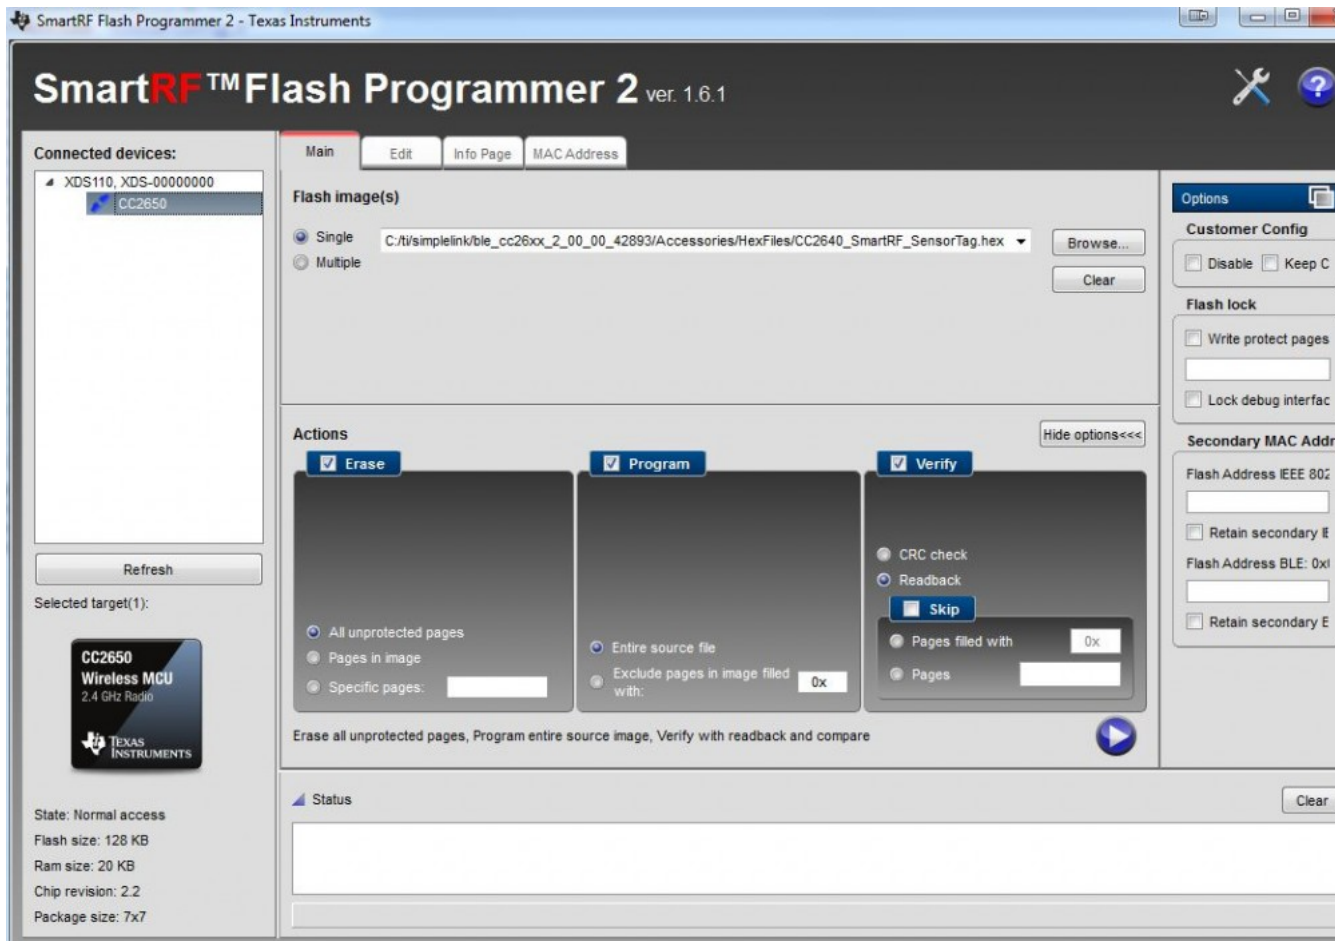 SmartRF Flash Programmer 2 - Texas Instruments
SmartRF™Flash Programmer 2 ver. 1.6.1
?
Connected devices:
XDS110, XDS-00000000
CC2650
Refresh
Selected target(1):
CC2650
Wireless MCU
2.4 GHz Radio
TEXAS
INSTRUMENTS
State: Normal access
Flash size: 128 KB
Ram size: 20 KB
Chip revision: 2.2
Package size: 7x7
Main
Edit
Info Page
MAC Address
Flash image(s)
Single
C:/ti/simplelink/ble_cc26xx_2_00_00_42893/Accessories/HexFiles/CC2640_SmartRF_SensorTag.hex
Browse...
Multiple
Clear
Actions
Hide options<<<
Erase
All unprotected pages
Pages in image
Specific pages:
Program
Entire source file
Exclude pages in image filled
with:
0x
Verify
CRC check
Readback
Skip
Pages filled with
0x
Pages
Erase all unprotected pages, Program entire source image, Verify with readback and compare
Status
Clear
Options
Customer Config
Disable
Keep C
Flash lock
Write protect pages
Lock debug interfac
Secondary MAC Addr
Flash Address IEEE 802
Retain secondary IE
Flash Address BLE: 0x
Retain secondary E